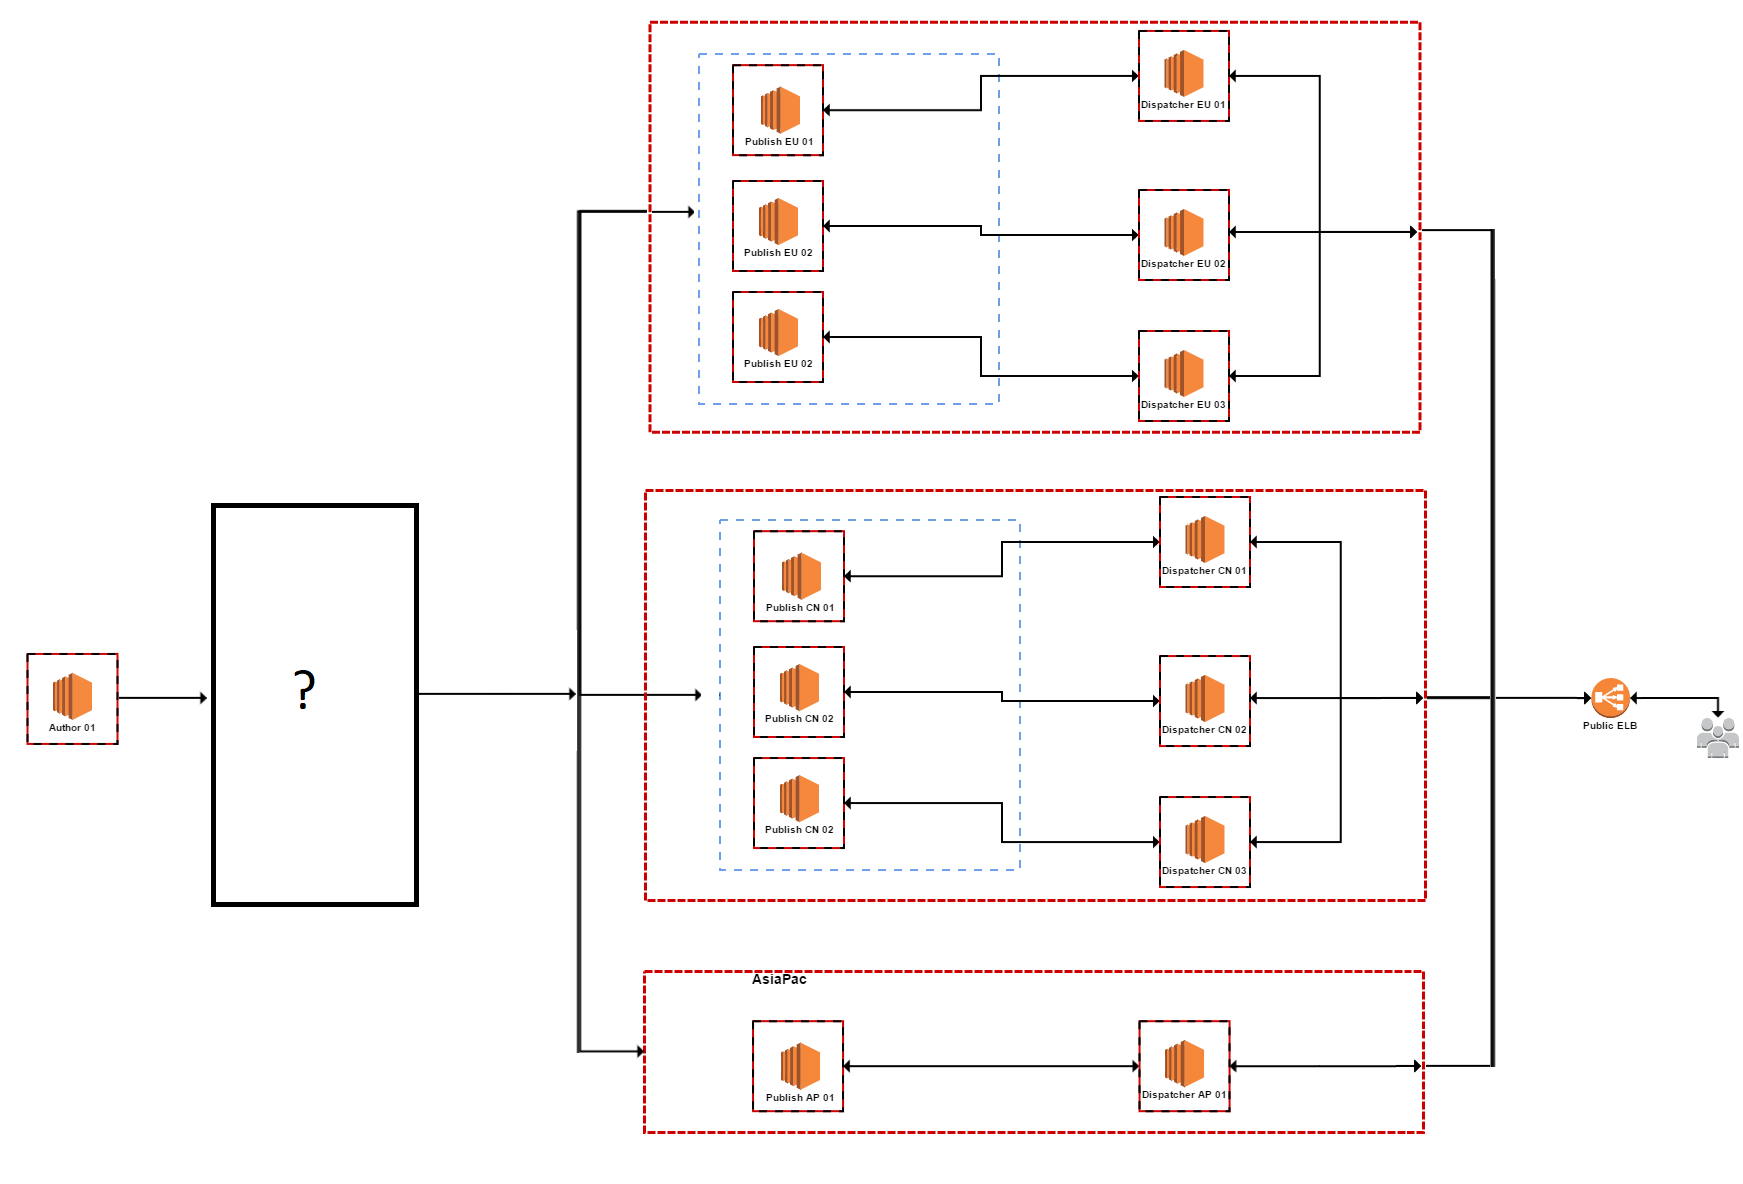 Publish EU 01
Dispatcher EU 01
Publish EU 02
Dispatcher EU 02
Publish EU 02
Dispatcher EU 03
Publish CN 01
Dispatcher CN 01
Author 01
?
Publish CN 02
Dispatcher CN 02
Public ELB
Publish CN 02
Dispatcher CN 03
AsiaPac
Publish AP 01
Dispatcher AP 01